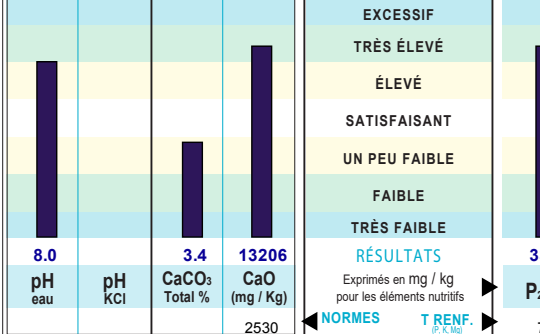 EXCESSIF
TRÈS ÉLEVÉ
ÉLEVÉ
SATISFAISANT
UN PEU FAIBLE
FAIBLE
TRÈS FAIBLE
8.0 3.4 13206 RÉSULTATS 3
pH eau
pH KCl
CaCO₃ Total %
CaO (mg / Kg)
Exprimés en mg / kg
pour les éléments nutritifs
P₂
2530 NORMES T RENF.
(P, K, Mg)